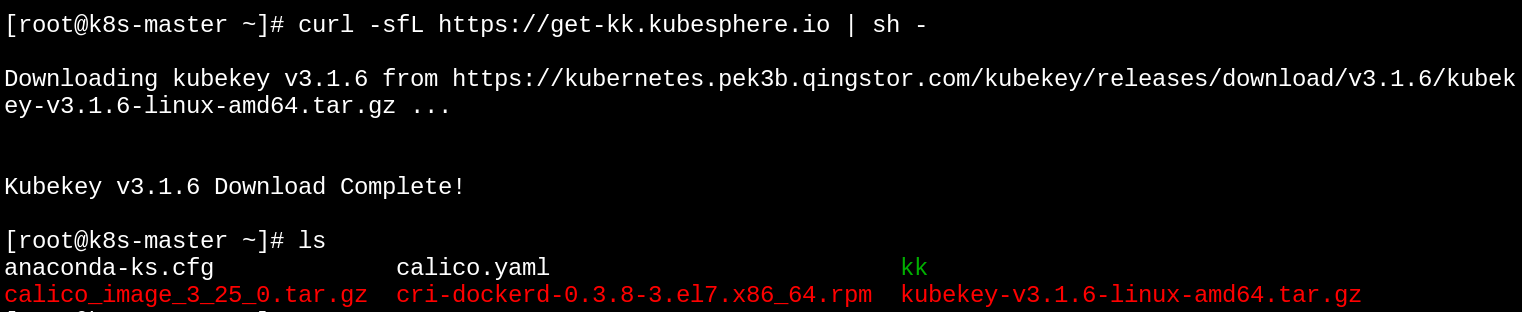 [root@k8s-master ~]# curl -sfL https://get-kk.kubesphere.io | sh -
Downloading kubekey v3.1.6 from https://kubernetes.pek3b.qingstor.com/kubekey/releases/download/v3.1.6/kubek
ey-v3.1.6-linux-amd64.tar.gz ...
Kubekey v3.1.6 Download Complete!
[root@k8s-master ~]# ls
anaconda-ks.cfg             calico.yaml                         kk
calico_image_3_25_0.tar.gz  cri-dockerd-0.3.8-3.el7.x86_64.rpm  kubekey-v3.1.6-linux-amd64.tar.gz